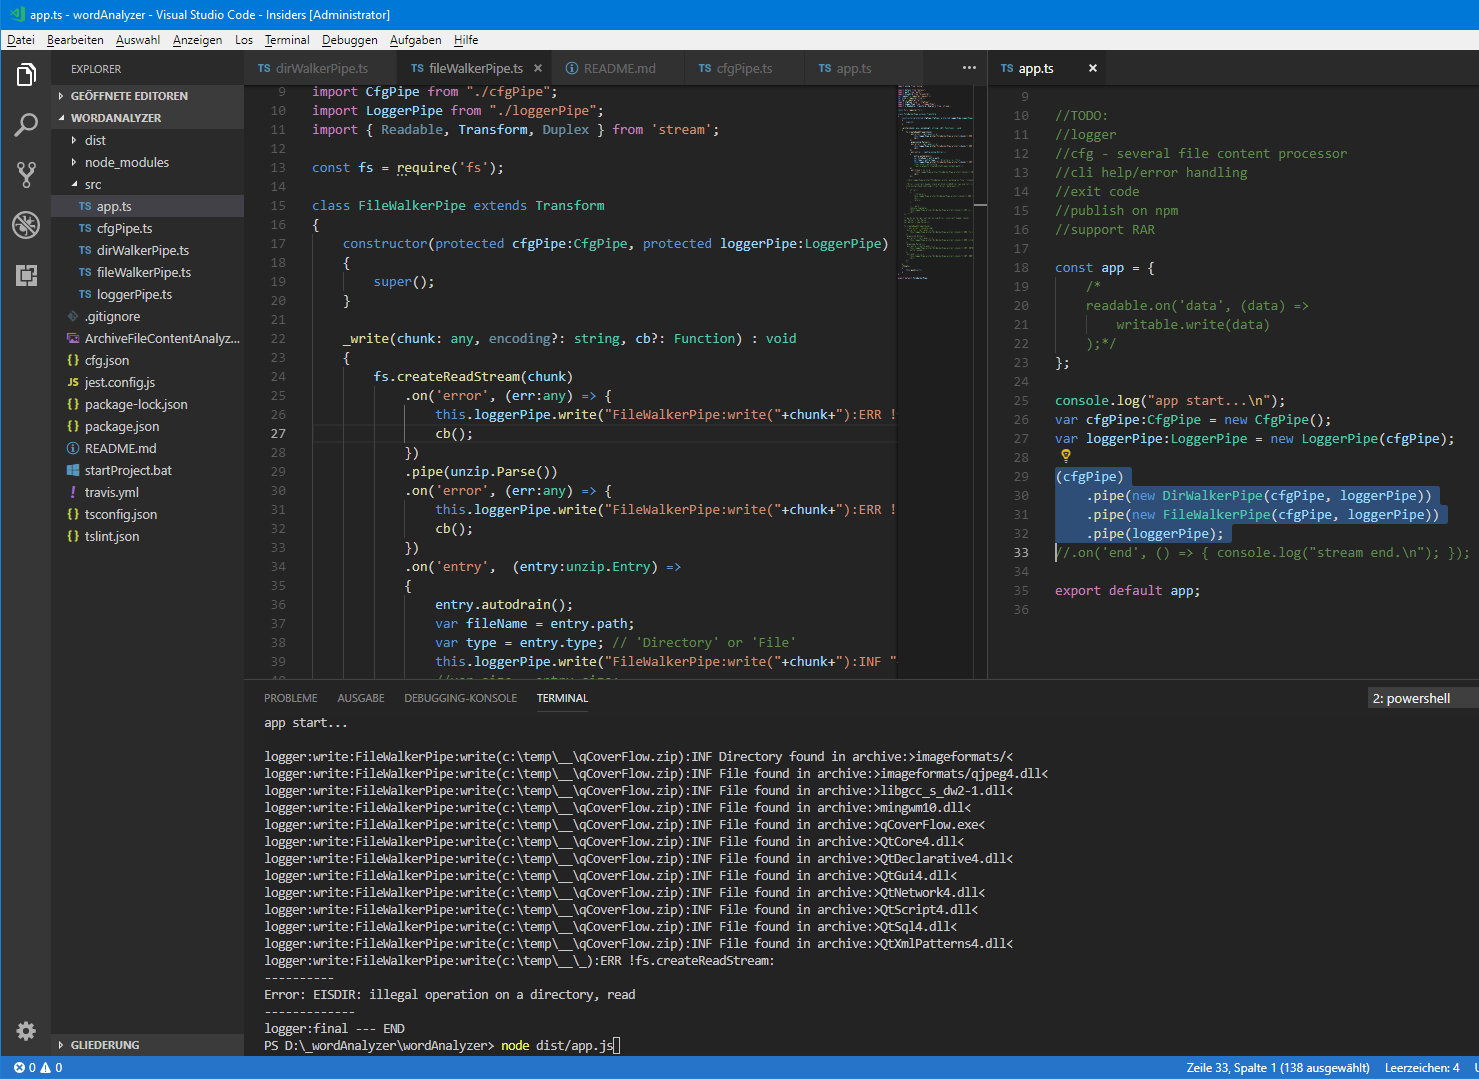 app.ts - wordAnalyzer - Visual Studio Code - Insiders [Administrator]
Datei Bearbeiten Auswahl Anzeigen Los Terminal Debuggen Aufgaben Hilfe
EXPLORER
GEÖFFNETE EDITOREN
WORDANALYZER
dist
node_modules
src
TS app.ts
TS cfgPipe.ts
TS dirWalkerPipe.ts
TS fileWalkerPipe.ts
TS loggerPipe.ts
.gitignore
ArchiveFileContentAnalyz...
{} cfg.json
JS jest.config.js
{} package-lock.json
{} package.json
README.md
startProject.bat
! travis.yml
{} tsconfig.json
{} tslint.json
GLIEDERUNG
TS dirWalkerPipe.ts TS fileWalkerPipe.ts × README.md TS cfgPipe.ts TS app.ts ...
9 import CfgPipe from "./cfgPipe";
10 import LoggerPipe from "./loggerPipe";
11 import { Readable, Transform, Duplex } from 'stream';
12
13 const fs = require('fs');
14
15 class FileWalkerPipe extends Transform
16 {
17 constructor(protected cfgPipe:CfgPipe, protected loggerPipe:LoggerPipe)
18 {
19 super();
20 }
21
22 _write(chunk: any, encoding?: string, cb?: Function) : void
23 {
24 fs.createReadStream(chunk)
25 .on('error', (err:any) => {
26 this.loggerPipe.write("FileWalkerPipe:write("+chunk+"):ERR !
27 cb();
28 })
29 .pipe(unzip.Parse())
30 .on('error', (err:any) => {
31 this.loggerPipe.write("FileWalkerPipe:write("+chunk+"):ERR !
32 cb();
33 })
34 .on('entry', (entry:unzip.Entry) =>
35 {
36 entry.autodrain();
37 var fileName = entry.path;
38 var type = entry.type; // 'Directory' or 'File'
39 this.loggerPipe.write("FileWalkerPipe:write("+chunk+"):INF "
TS app.ts ×
9
10 //TODO:
11 //logger
12 //cfg - several file content processor
13 //cli help/error handling
14 //exit code
15 //publish on npm
16 //support RAR
17
18 const app = {
19 /*
20 readable.on('data', (data) =>
21 writable.write(data)
22 );*/
23 };
24
25 console.log("app start...\n");
26 var cfgPipe:CfgPipe = new CfgPipe();
27 var loggerPipe:LoggerPipe = new LoggerPipe(cfgPipe);
28
29 (cfgPipe)
30 .pipe(new DirWalkerPipe(cfgPipe, loggerPipe))
31 .pipe(new FileWalkerPipe(cfgPipe, loggerPipe))
32 .pipe(loggerPipe);
33 //.on('end', () => { console.log("stream end.\n"); });
34
35 export default app;
36
PROBLEME AUSGABE DEBUGGING-KONSOLE TERMINAL 2: powershell
app start...
logger:write:FileWalkerPipe:write(c:\temp\__\qCoverFlow.zip):INF Directory found in archive:>imageformats/<
logger:write:FileWalkerPipe:write(c:\temp\__\qCoverFlow.zip):INF File found in archive:>imageformats/qjpeg4.dll<
logger:write:FileWalkerPipe:write(c:\temp\__\qCoverFlow.zip):INF File found in archive:>libgcc_s_dw2-1.dll<
logger:write:FileWalkerPipe:write(c:\temp\__\qCoverFlow.zip):INF File found in archive:>mingwm10.dll<
logger:write:FileWalkerPipe:write(c:\temp\__\qCoverFlow.zip):INF File found in archive:>qCoverFlow.exe<
logger:write:FileWalkerPipe:write(c:\temp\__\qCoverFlow.zip):INF File found in archive:>QtCore4.dll<
logger:write:FileWalkerPipe:write(c:\temp\__\qCoverFlow.zip):INF File found in archive:>QtDeclarative4.dll<
logger:write:FileWalkerPipe:write(c:\temp\__\qCoverFlow.zip):INF File found in archive:>QtGui4.dll<
logger:write:FileWalkerPipe:write(c:\temp\__\qCoverFlow.zip):INF File found in archive:>QtNetwork4.dll<
logger:write:FileWalkerPipe:write(c:\temp\__\qCoverFlow.zip):INF File found in archive:>QtScript4.dll<
logger:write:FileWalkerPipe:write(c:\temp\__\qCoverFlow.zip):INF File found in archive:>QtSql4.dll<
logger:write:FileWalkerPipe:write(c:\temp\__\qCoverFlow.zip):INF File found in archive:>QtXmlPatterns4.dll<
logger:write:FileWalkerPipe:write(c:\temp\__\_):ERR !fs.createReadStream:
----------
Error: EISDIR: illegal operation on a directory, read
-------------
logger:final --- END
PS D:\_wordAnalyzer\wordAnalyzer> node dist/app.js
0 0 Zeile 33, Spalte 1 (138 ausgewählt) Leerzeichen: 4